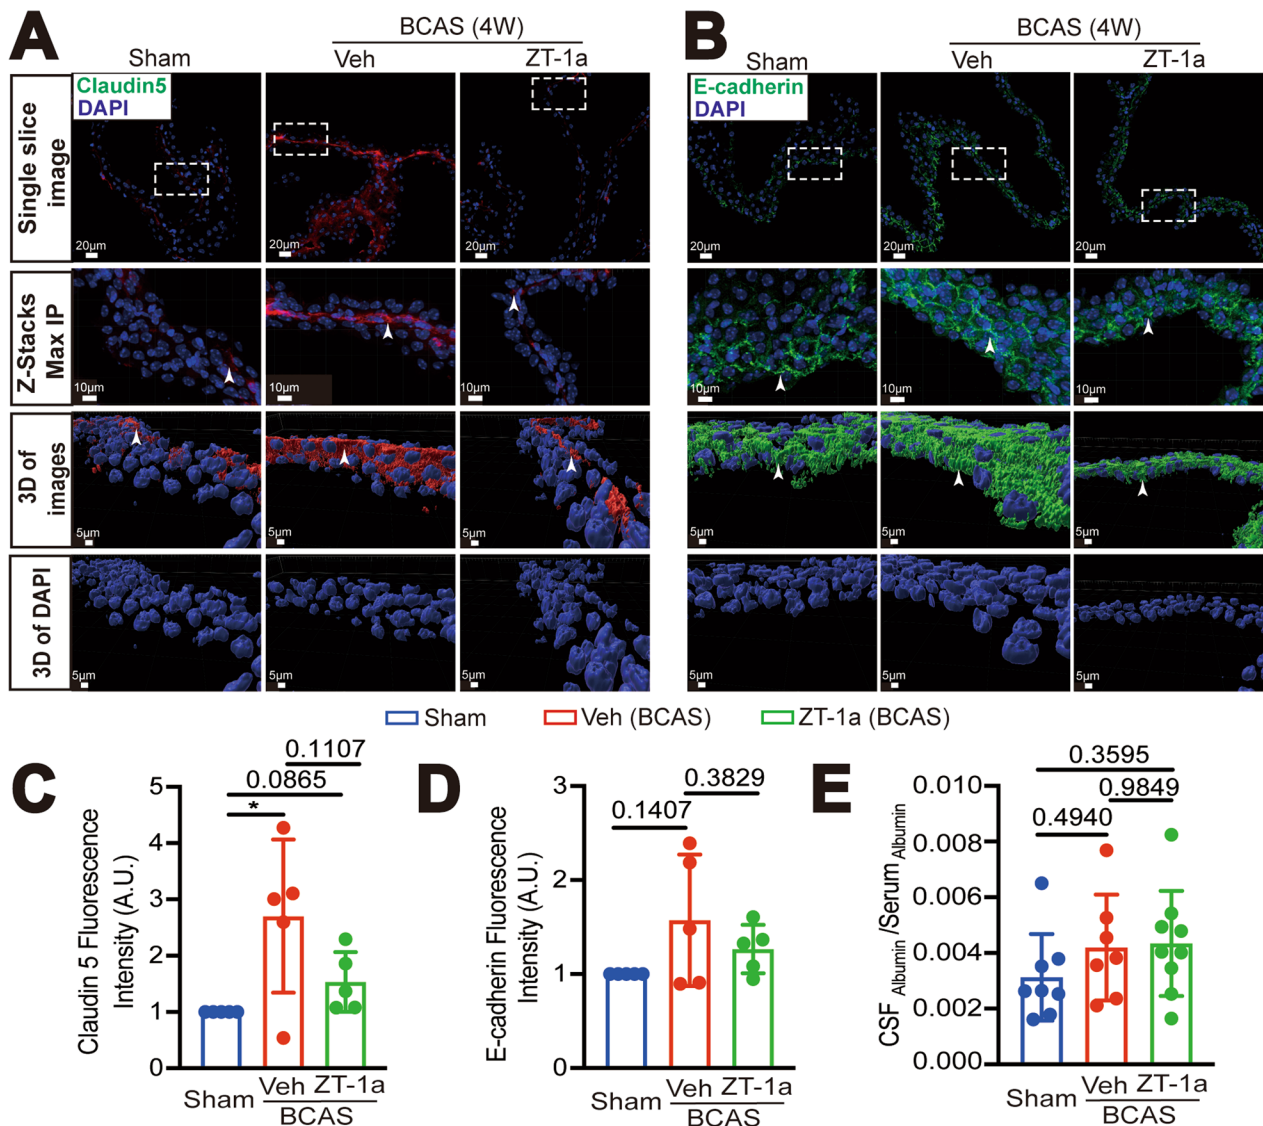 A
BCAS (4W)
Sham
Veh
ZT-1a
Single slice
image
Claudin5
DAPI
20µm
20µm
20µm
Z-Stacks
Max IP
10µm
10µm
10µm
3D of
images
5µm
5µm
5µm
3D of DAPI
5µm
5µm
5µm
B
BCAS (4W)
Sham
Veh
ZT-1a
E-cadherin
DAPI
20µm
20µm
20µm
10µm
10µm
10µm
5µm
5µm
5µm
5µm
5µm
5µm
Sham
Veh (BCAS)
ZT-1a (BCAS)
C
Claudin 5 Fluorescence
Intensity (A.U.)
5
4
3
2
1
0
0.1107
0.0865
*
Sham
Veh
ZT-1a
BCAS
D
E-cadherin Fluorescence
Intensity (A.U.)
3
2
1
0
0.3829
0.1407
Sham
Veh
ZT-1a
BCAS
E
CSF Albumin /Serum Albumin
0.010
0.008
0.006
0.004
0.002
0.000
0.3595
0.9849
0.4940
Sham
Veh
ZT-1a
BCAS